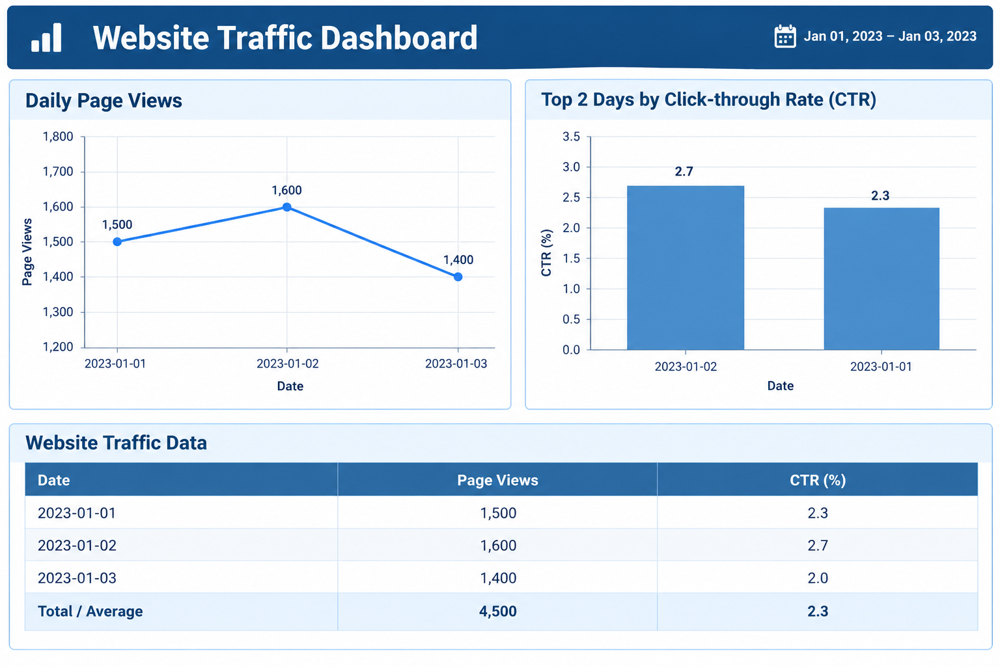 Website Traffic Dashboard
Jan 01, 2023 – Jan 03, 2023
Daily Page Views
1,800
1,700
1,600
1,500
1,400
1,300
1,200
Page Views
1,500
1,600
1,400
2023-01-01 2023-01-02 2023-01-03
Date
Top 2 Days by Click-through Rate (CTR)
3.5
3.0
2.5
2.0
1.5
1.0
0.5
0.0
CTR (%)
2.7
2.3
2023-01-02 2023-01-01
Date
Website Traffic Data
Date Page Views CTR (%)
2023-01-01 1,500 2.3
2023-01-02 1,600 2.7
2023-01-03 1,400 2.0
Total / Average 4,500 2.3